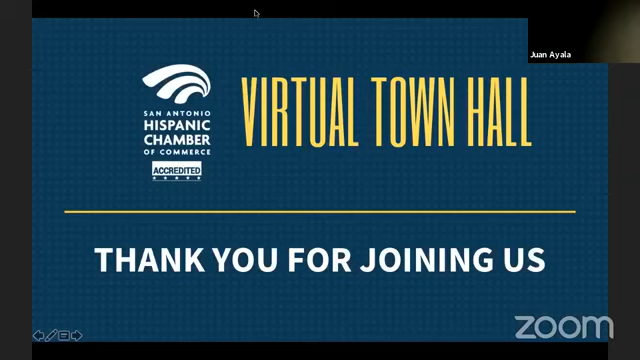 Juan Ayala
SAN ANTONIO
HISPANIC
CHAMBER
OF COMMERCE
ACCREDITED
VIRTUAL TOWN HALL
THANK YOU FOR JOINING US
zoom